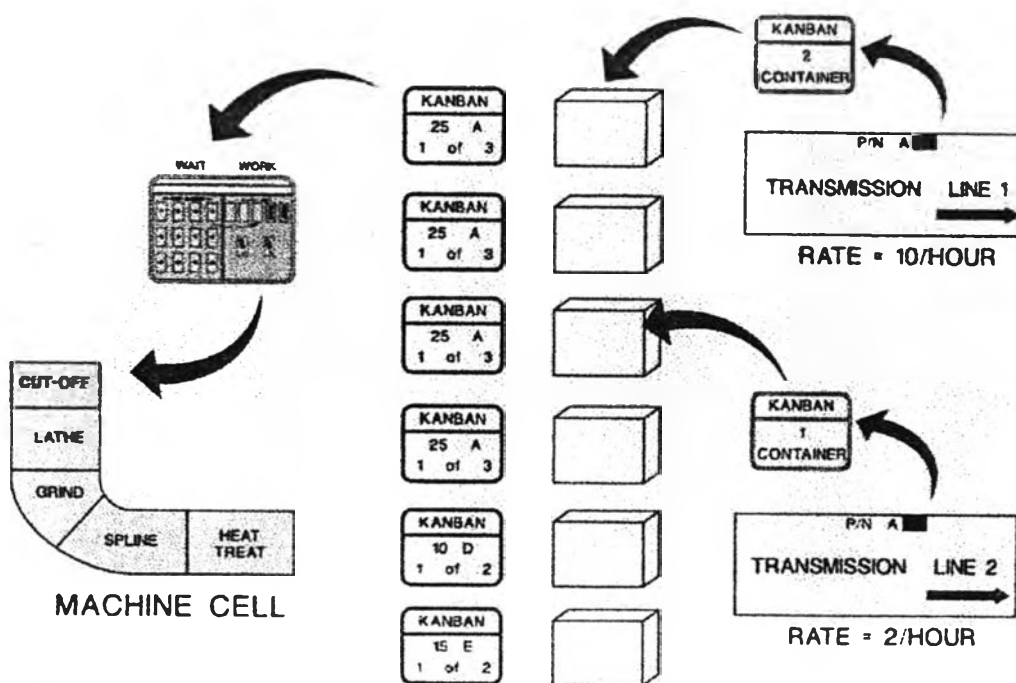 WAIT WORK
CUT-OFF
LATHE
GRIND
SPLINE
HEAT
TREAT
MACHINE CELL
KANBAN
25 A
1 of 3
KANBAN
25 A
1 of 3
KANBAN
25 A
1 of 3
KANBAN
25 A
1 of 3
KANBAN
10 D
1 of 2
KANBAN
15 E
1 of 2
KANBAN
2
CONTAINER
P/N A
TRANSMISSION LINE 1
RATE = 10/HOUR
KANBAN
1
CONTAINER
P/N A
TRANSMISSION LINE 2
RATE = 2/HOUR